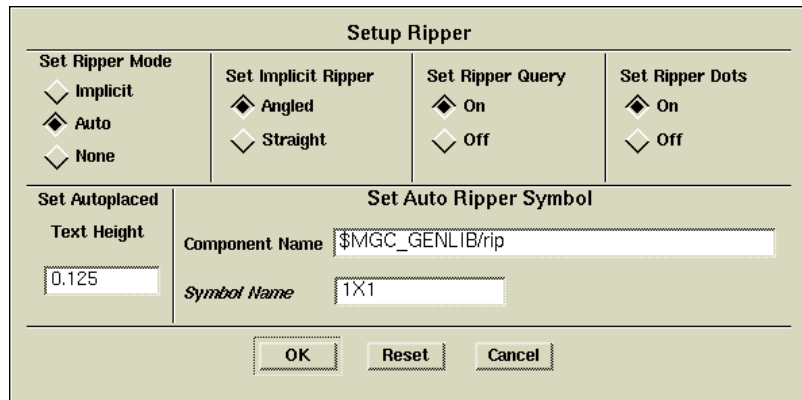 Setup Ripper
Set Ripper Mode
Implicit
Auto
None
Set Implicit Ripper
Angled
Straight
Set Ripper Query
On
Off
Set Ripper Dots
On
Off
Set Autoplaced
Text Height
0.125
Set Auto Ripper Symbol
Component Name $MGC_GENLIB/rip
Symbol Name 1X1
OK Reset Cancel